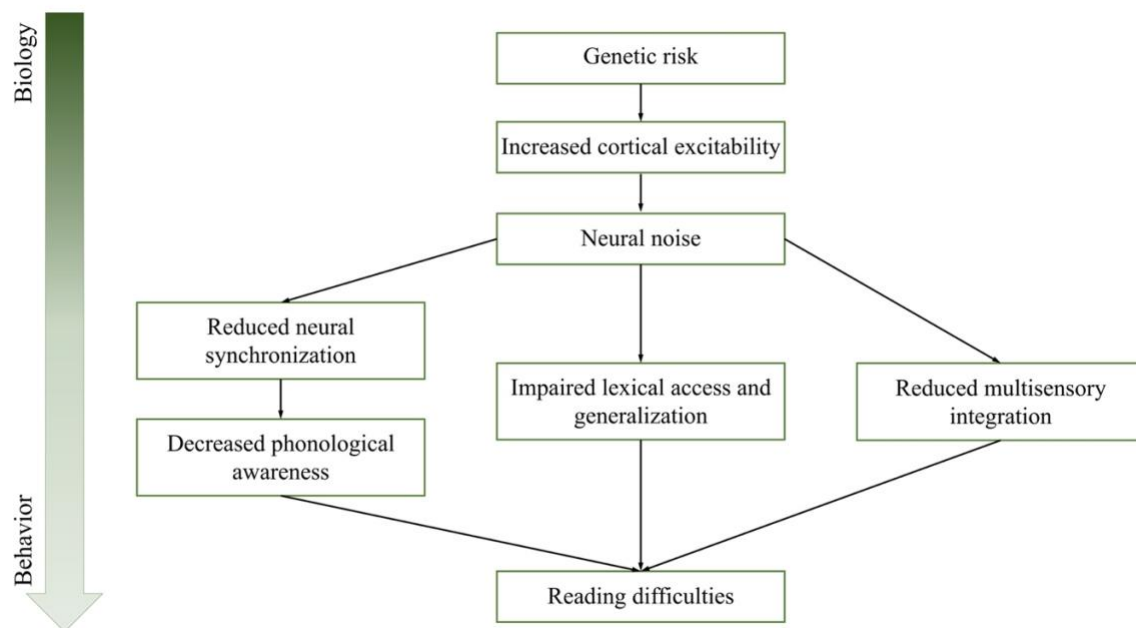 Biology
Genetic risk
Increased cortical excitability
Neural noise
Reduced neural
synchronization
Impaired lexical access and
generalization
Reduced multisensory
integration
Decreased phonological
awareness
Behavior
Reading difficulties